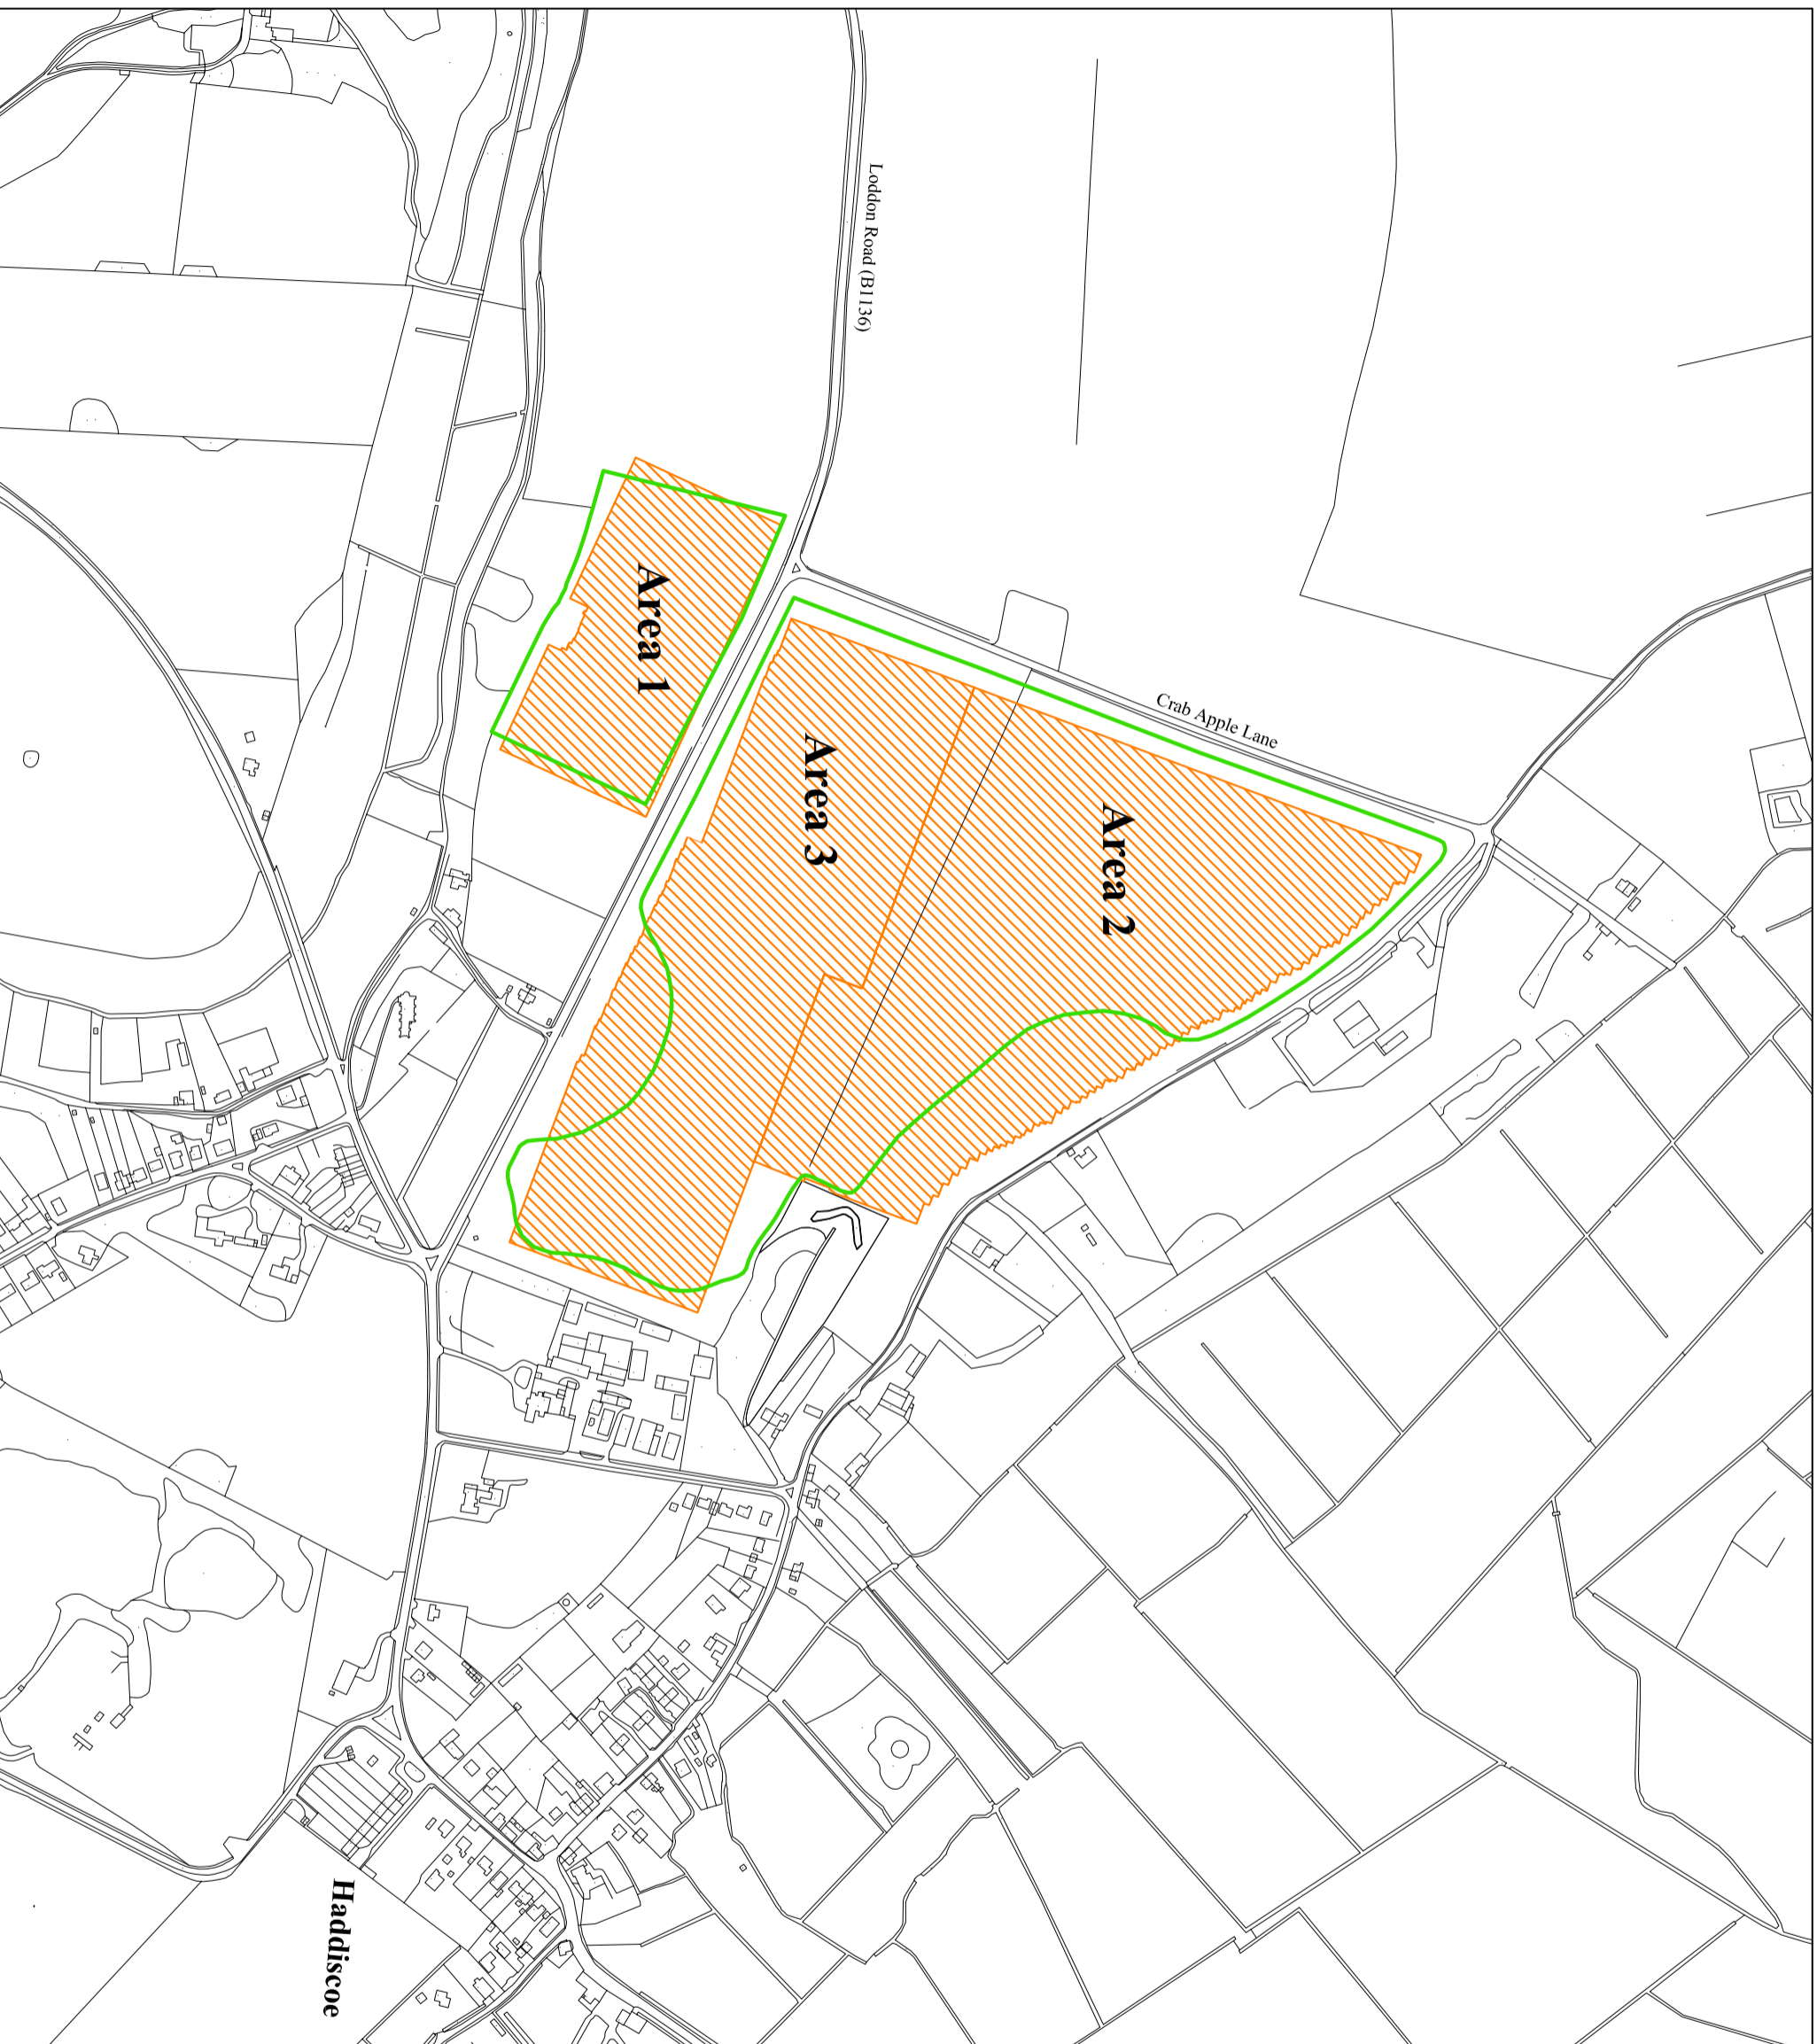 Loddon Road (B1136)
Crab Apple Lane
Area 1
Area 2
Area 3
Haddiscoe